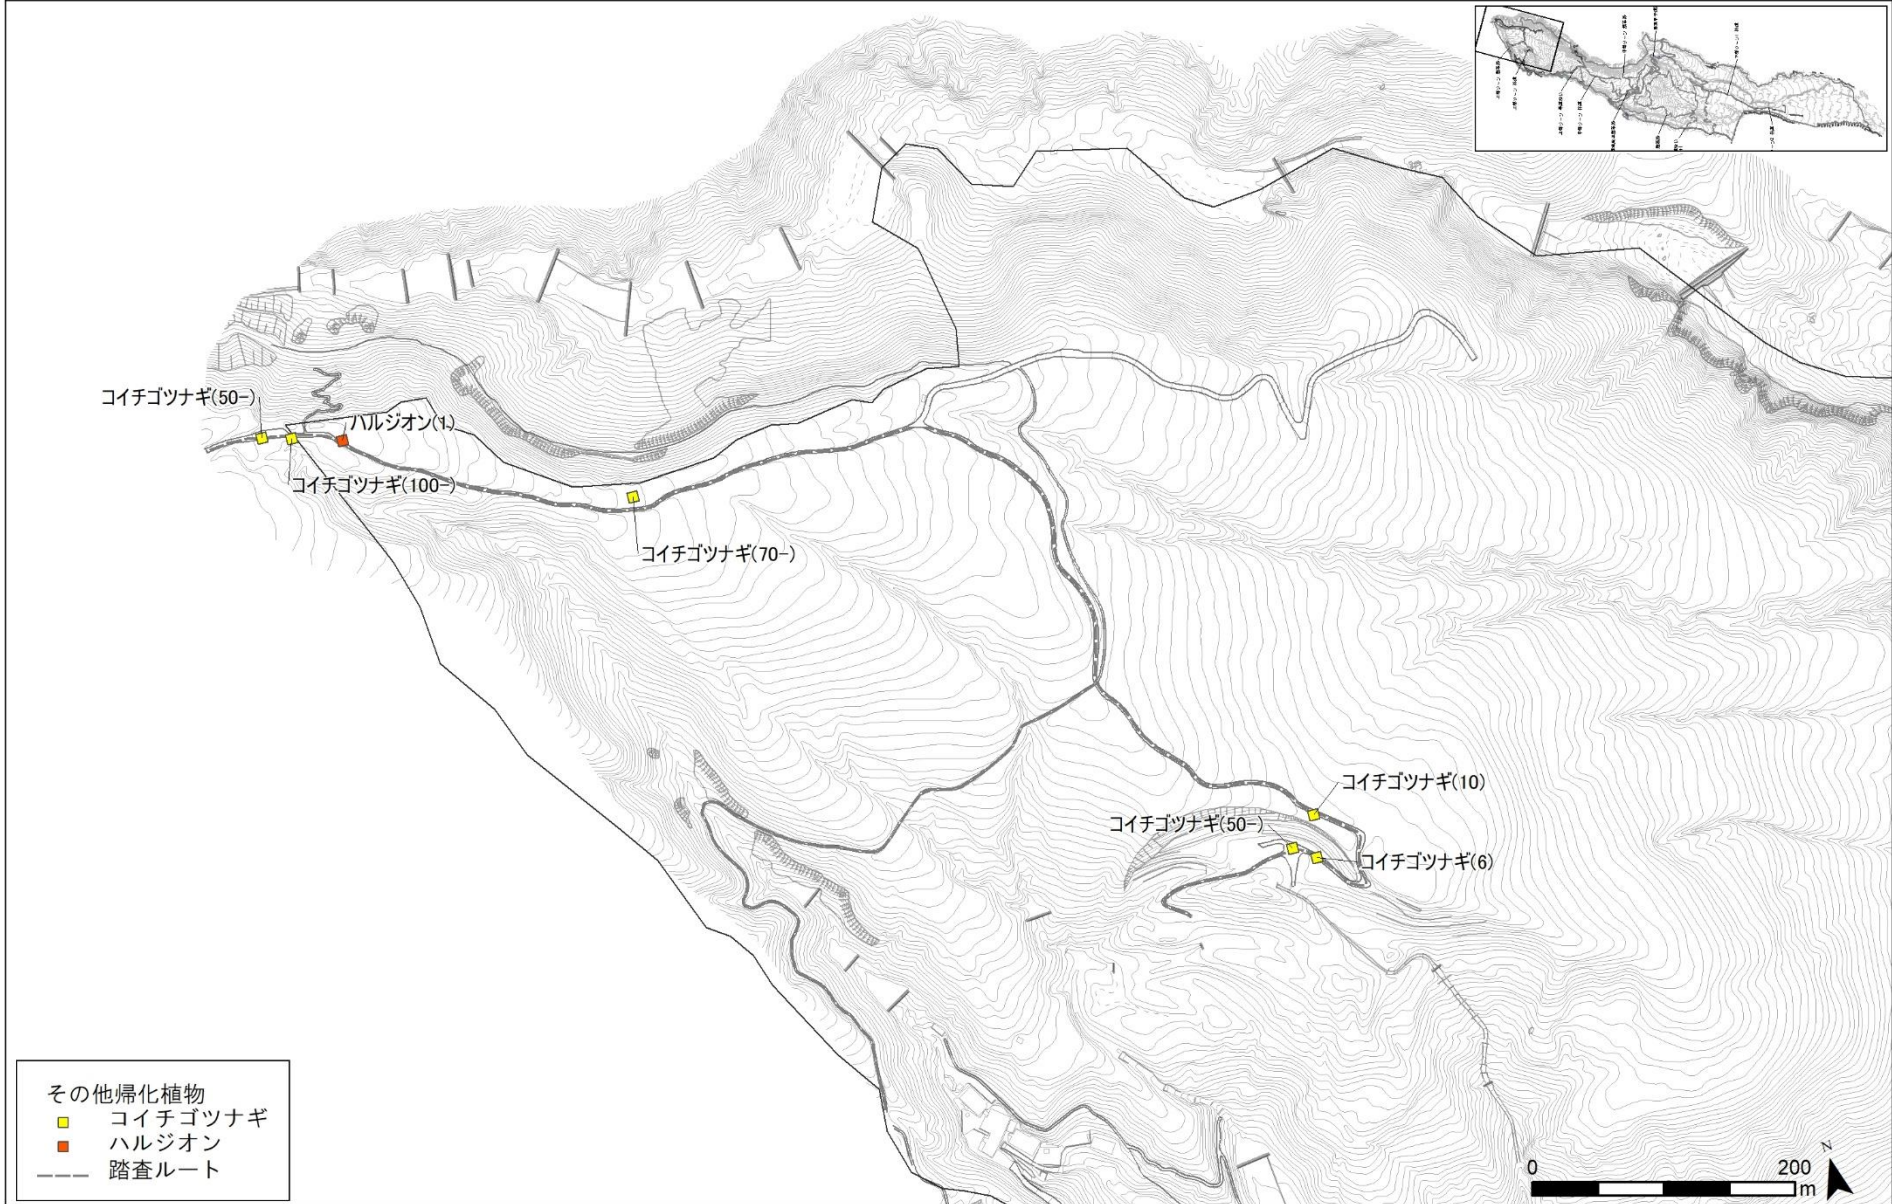 コイチゴツナギ(50-)
ハルジオン(1)
コイチゴツナギ(100-)
コイチゴツナギ(70-)
コイチゴツナギ(10)
コイチゴツナギ(50-)
コイチゴツナギ(6)
その他帰化植物
コイチゴツナギ
ハルジオン
踏査ルート
0 200
m
N